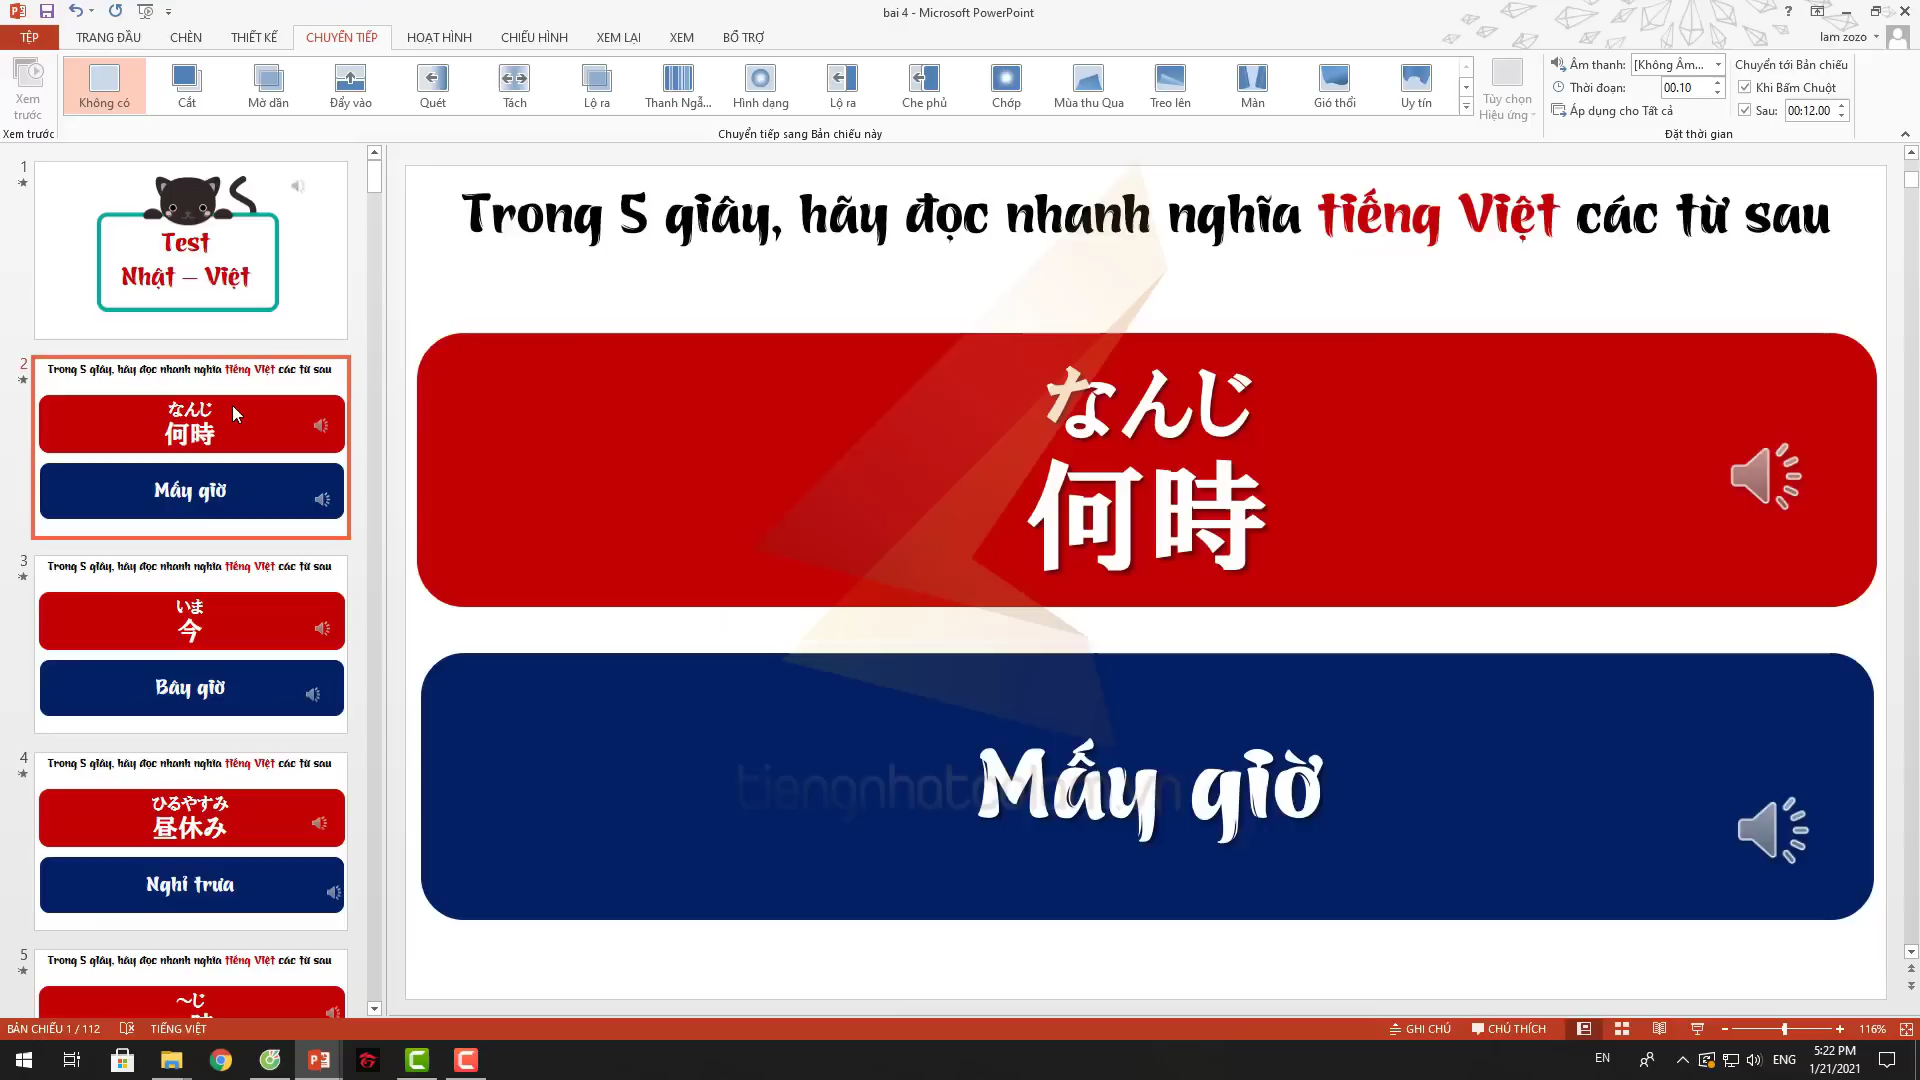 bai 4 - Microsoft PowerPoint
TỆP TRANG ĐẦU CHÈN THIẾT KẾ CHUYỂN TIẾP HOẠT HÌNH CHIẾU HÌNH XEM LẠI XEM BỔ TRỢ
lam zozo
Xem trước
Không có Cắt Mờ dần Đẩy vào Quét Tách Lộ ra Thanh Ngẫ... Hình dạng Lộ ra Che phủ Chớp Mùa thu Qua Treo lên Màn Gió thổi Uy tín
Tùy chọn Hiệu ứng
Âm thanh: [Không Âm...
Thời đoạn: 00.10
Áp dụng cho Tất cả
Chuyển tới Bản chiếu
Khi Bấm Chuột
Sau: 00:12.00
Xem trước
Chuyển tiếp sang Bản chiếu này
Đặt thời gian
1
Test
Nhật – Việt
2
Trong 5 giây, hãy đọc nhanh nghĩa tiếng Việt các từ sau
なんじ
何時
Mấy giờ
3
Trong 5 giây, hãy đọc nhanh nghĩa tiếng Việt các từ sau
いま
今
Bây giờ
4
Trong 5 giây, hãy đọc nhanh nghĩa tiếng Việt các từ sau
ひるやすみ
昼休み
Nghỉ trưa
5
Trong 5 giây, hãy đọc nhanh nghĩa tiếng Việt các từ sau
～じ
Trong 5 giây, hãy đọc nhanh nghĩa tiếng Việt các từ sau
なんじ
何時
Mấy giờ
BẢN CHIẾU 1 / 112 TIẾNG VIỆT
GHI CHÚ CHÚ THÍCH 116%
EN ENG
5:22 PM
1/21/2021